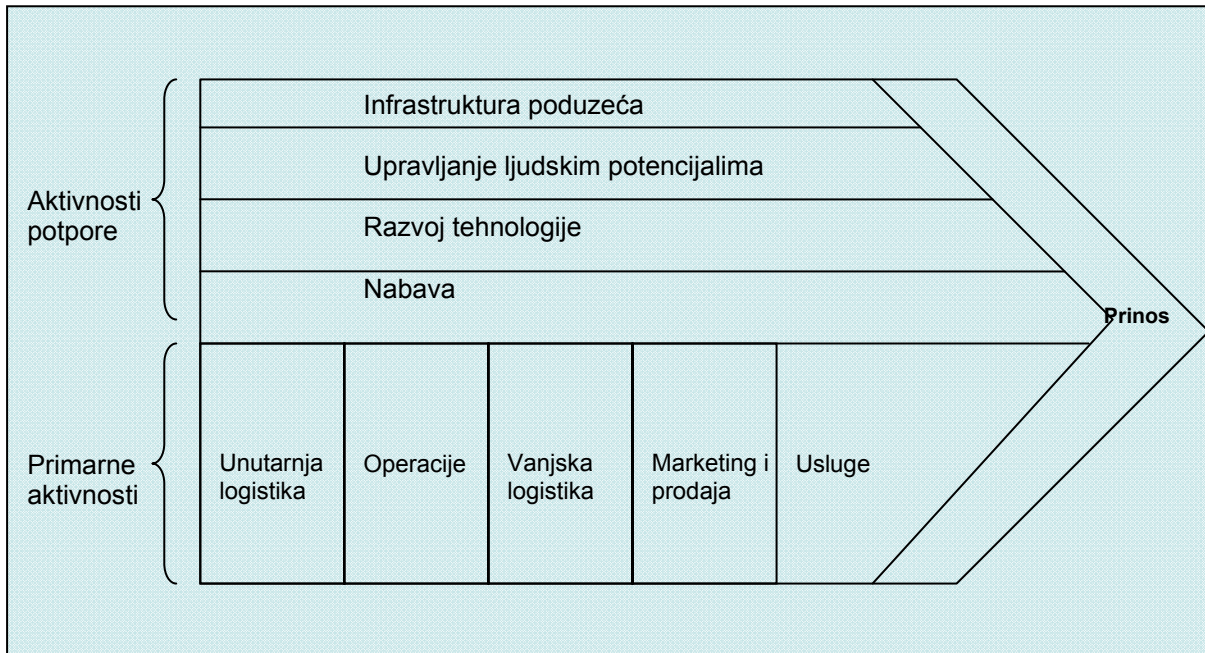 Infrastruktura poduzeća
Upravljanje ljudskim potencijalima
Aktivnosti
potpore
Razvoj tehnologije
Nabava
Prinos
Primarne
aktivnosti
Unutarnja
logistika
Operacije
Vanjska
logistika
Marketing i
prodaja
Usluge